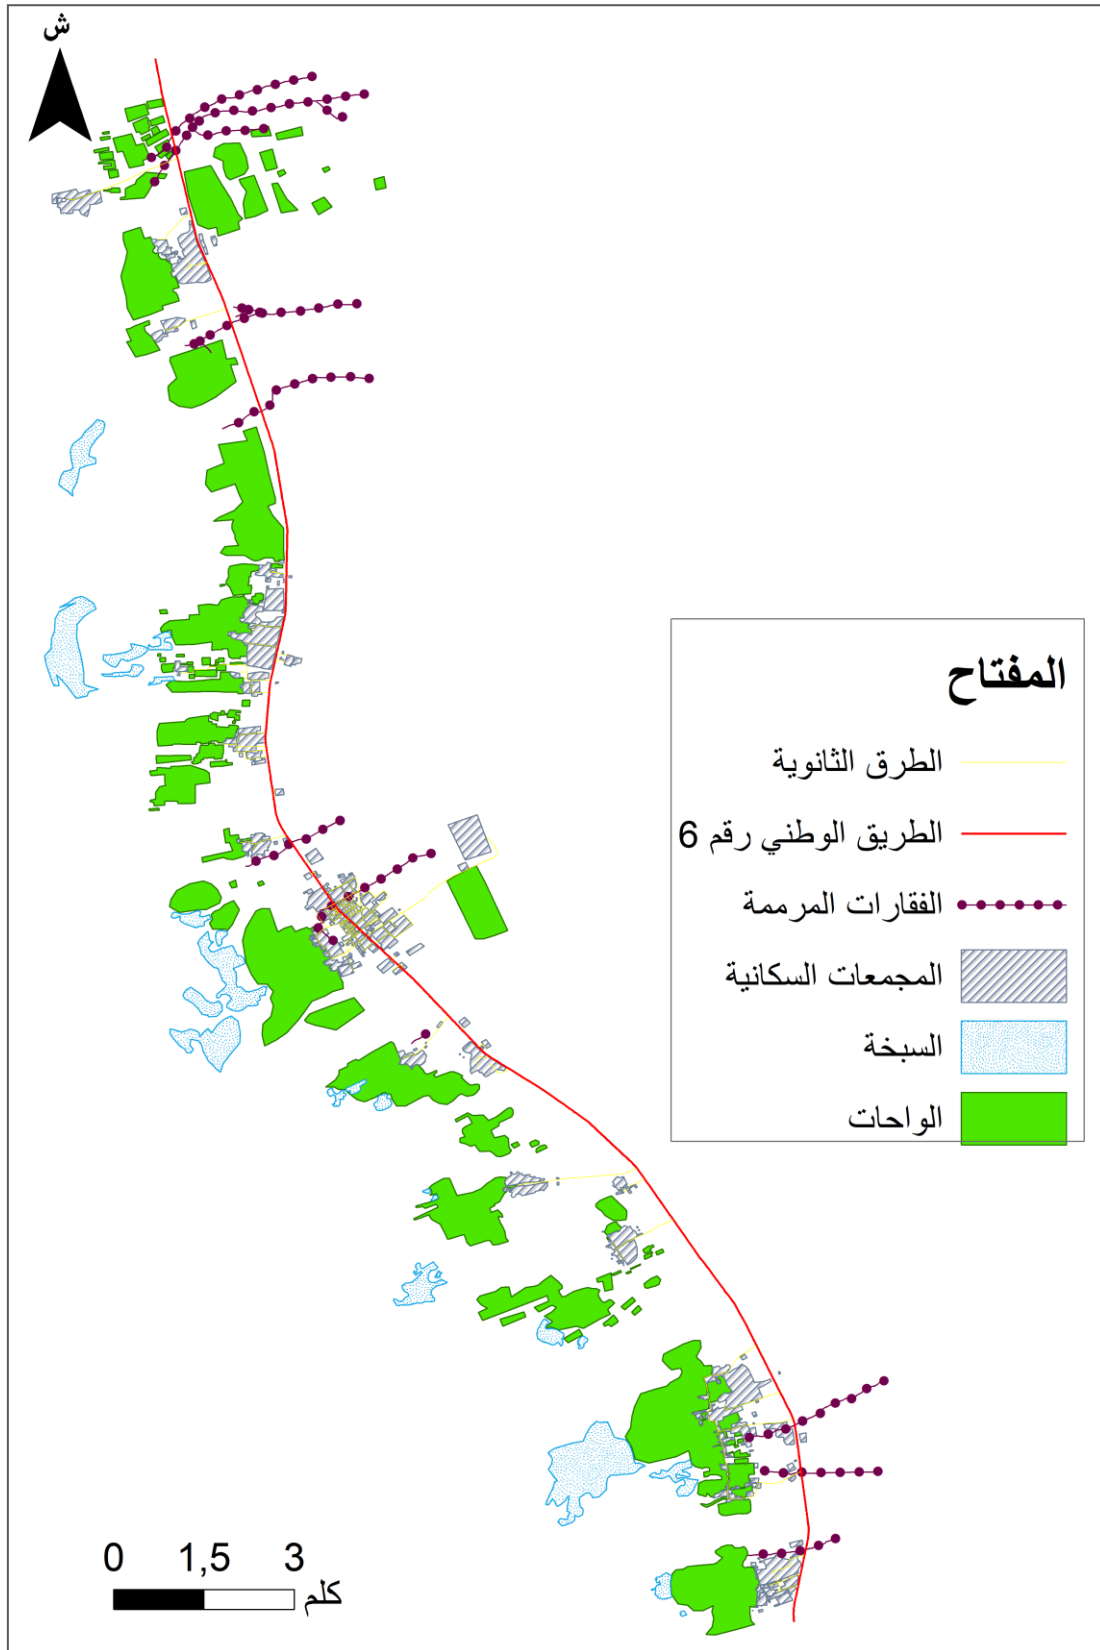 ش
المفتاح
الطرق الثانوية
الطريق الوطني رقم 6
الفقارات المرممة
المجمعات السكانية
السبخة
الواحات
0 1,5 3
كلم